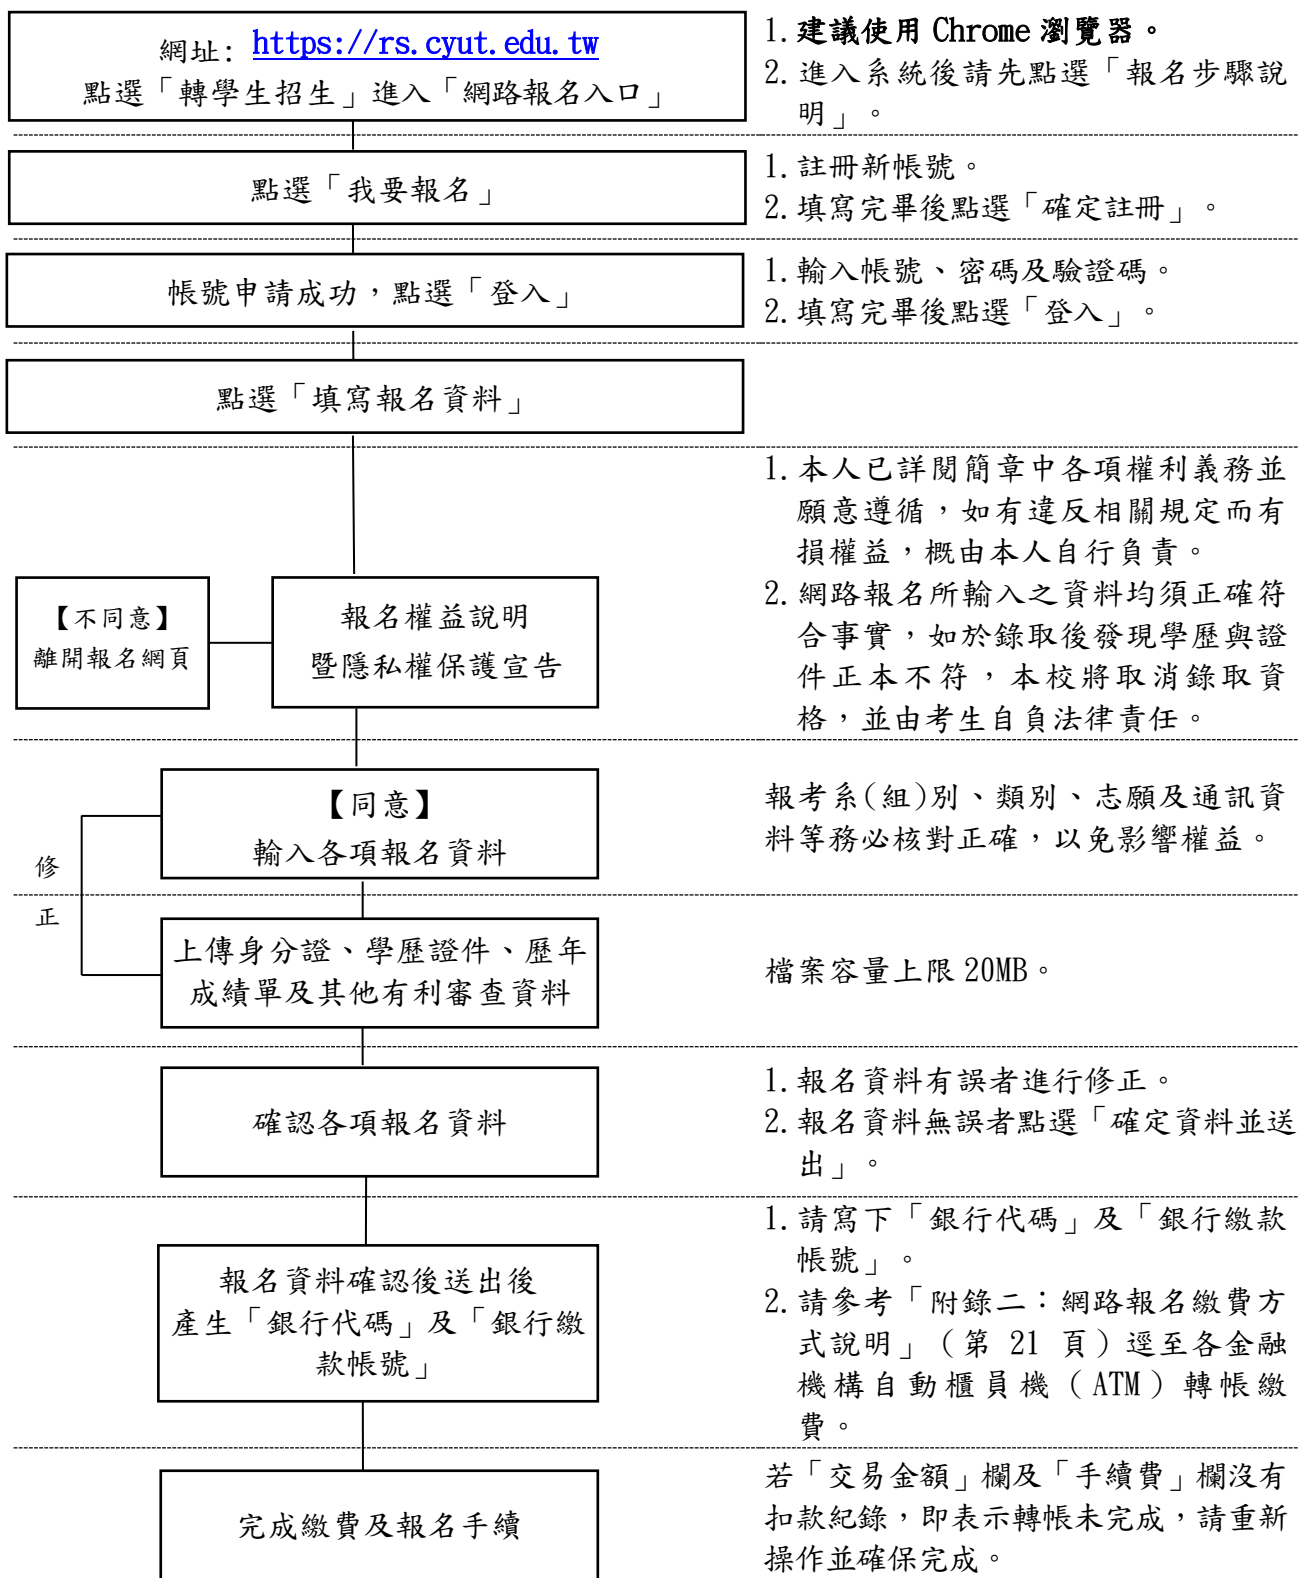 網址: https://rs.cyut.edu.tw
點選「轉學生招生」進入「網路報名入口」
1.建議使用 Chrome 瀏覽器。
2.進入系統後請先點選「報名步驟說
明」。
點選「我要報名」
1.註冊新帳號。
2.填寫完畢後點選「確定註冊」。
帳號申請成功，點選「登入」
1.輸入帳號、密碼及驗證碼。
2.填寫完畢後點選「登入」。
點選「填寫報名資料」
【不同意】
離開報名網頁
報名權益說明
暨隱私權保護宣告
1.本人已詳閱簡章中各項權利義務並
願意遵循，如有違反相關規定而有
損權益，概由本人自行負責。
2.網路報名所輸入之資料均須正確符
合事實，如於錄取後發現學歷與證
件正本不符，本校將取消錄取資
格，並由考生自負法律責任。
【同意】
輸入各項報名資料
報考系(組)別、類別、志願及通訊資
料等務必核對正確，以免影響權益。
修
正
上傳身分證、學歷證件、歷年
成績單及其他有利審查資料
檔案容量上限 20MB。
確認各項報名資料
1.報名資料有誤者進行修正。
2.報名資料無誤者點選「確定資料並送
出」。
報名資料確認後送出後
產生「銀行代碼」及「銀行繳
款帳號」
1.請寫下「銀行代碼」及「銀行繳款
帳號」。
2.請參考「附錄二：網路報名繳費方
式說明」（第 21 頁）逕至各金融
機構自動櫃員機（ATM）轉帳繳
費。
完成繳費及報名手續
若「交易金額」欄及「手續費」欄沒有
扣款紀錄，即表示轉帳未完成，請重新
操作並確保完成。